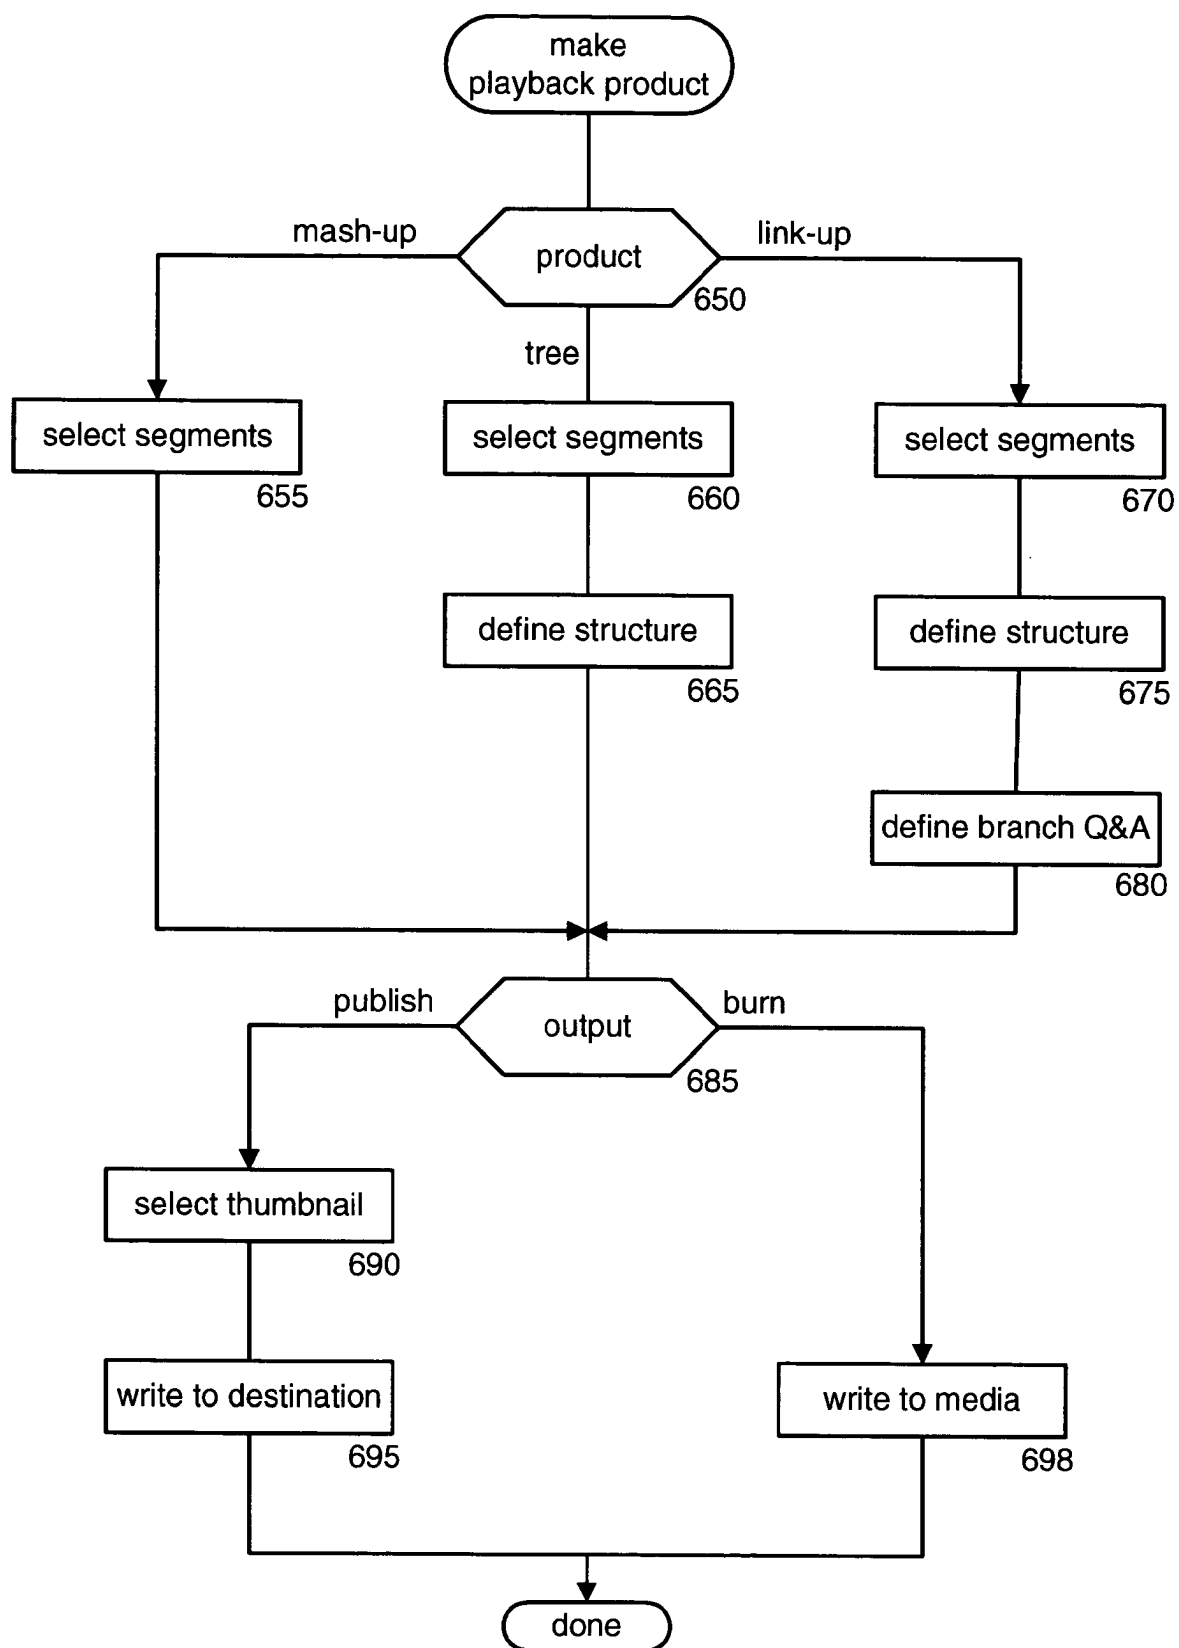 make
playback product
mash-up
product
link-up
650
tree
select segments
655
select segments
660
select segments
670
define structure
665
define structure
675
define branch Q&A
680
publish
output
burn
685
select thumbnail
690
write to destination
695
write to media
698
done